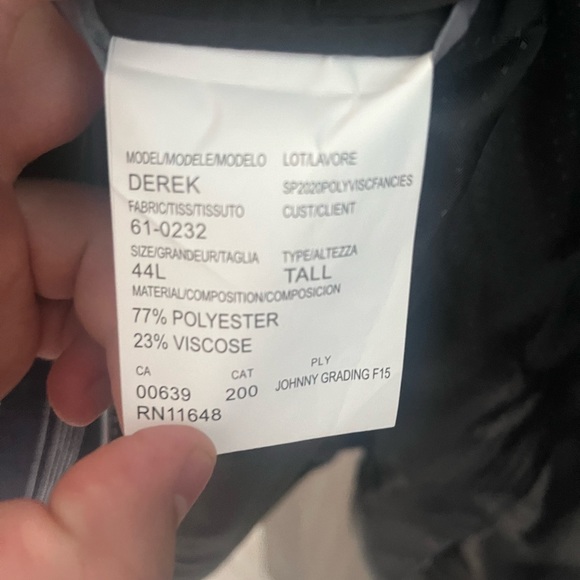 MODEL/MODELE/MODELO LOT/LAVORE
DEREK SP2020POLYVISCFANCIES
FABRIC/TISS/TISSUTO CUST/CLIENT
61-0232
SIZE/GRANDEUR/TAGLIA TYPE/ALTEZZA
44L TALL
MATERIAL/COMPOSITION/COMPOSICION
77% POLYESTER
23% VISCOSE
CA CAT PLY
00639 200 JOHNNY GRADING F15
RN11648